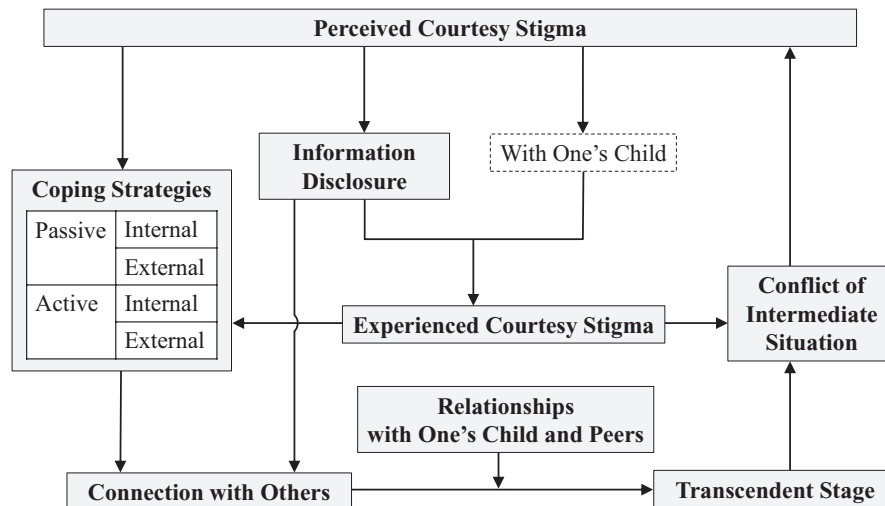 Perceived Courtesy Stigma
Information
Disclosure
With One's Child
Coping Strategies
Passive
Internal
External
Active
Internal
External
Experienced Courtesy Stigma
Conflict of
Intermediate
Situation
Relationships
with One's Child and Peers
Connection with Others
Transcendent Stage